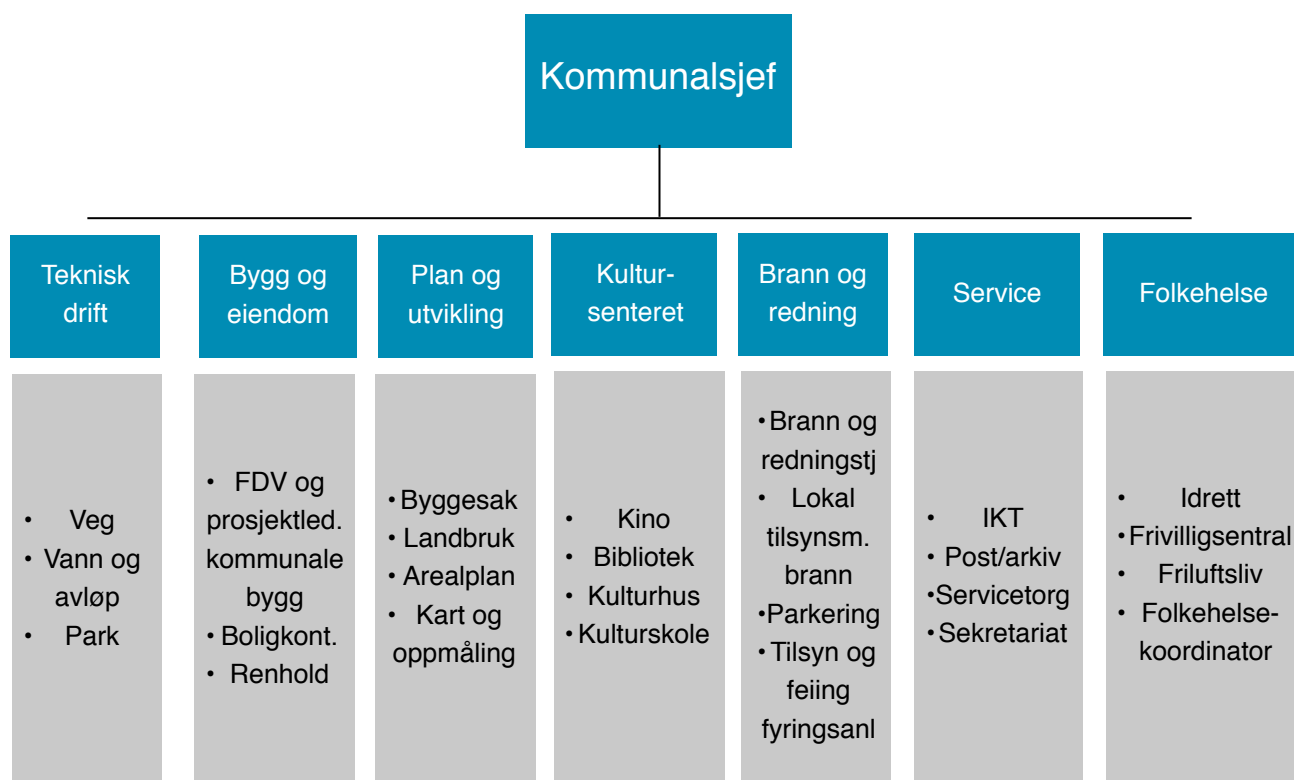 Kommunalsjef
Teknisk
drift
• Veg
• Vann og
avløp
• Park
Bygg og
eiendom
• FDV og
prosjektled.
kommunale
bygg
• Boligkont.
• Renhold
Plan og
utvikling
• Byggesak
• Landbruk
• Arealplan
• Kart og
oppmåling
Kultur-
senteret
• Kino
• Bibliotek
• Kulturhus
• Kulturskole
Brann og
redning
• Brann og
redningstj
• Lokal
tilsynsm.
brann
• Parkering
• Tilsyn og
feiing
fyringsanl
Service
• IKT
• Post/arkiv
• Servicetorg
• Sekretariat
Folkehelse
• Idrett
• Frivilligsentral
• Friluftsliv
• Folkehelse-
koordinator